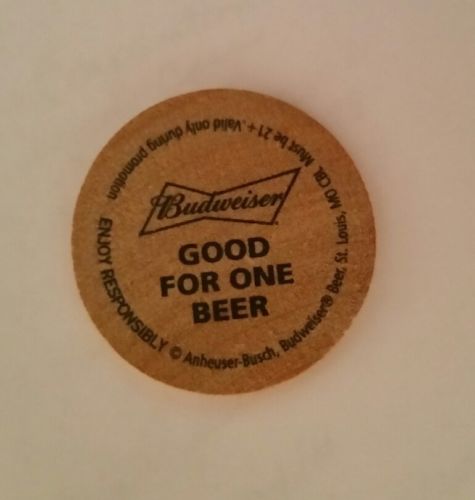 Budweiser
GOOD
FOR ONE
BEER
ENJOY RESPONSIBLY © Anheuser-Busch, Budweiser® Beer, St. Louis, MO CBL Must be 21+. Valid only during promotion